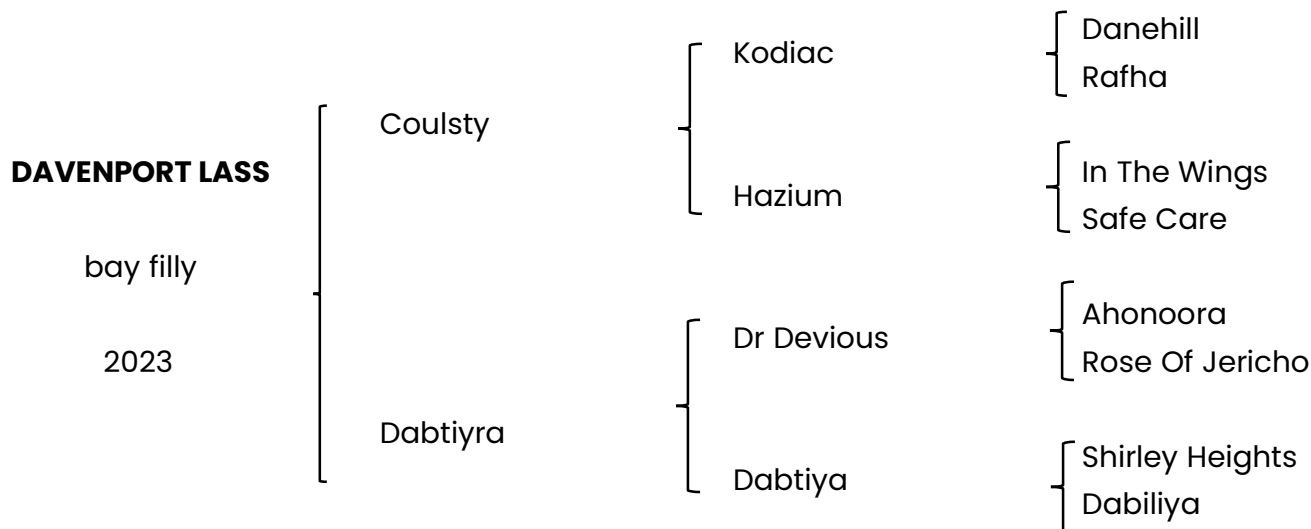 DAVENPORT LASS
bay filly
2023
Coulsty
Dabtiyra
Kodiac
Hazium
Dr Devious
Dabtiya
Danehill
Rafha
In The Wings
Safe Care
Ahonoora
Rose Of Jericho
Shirley Heights
Dabiliya